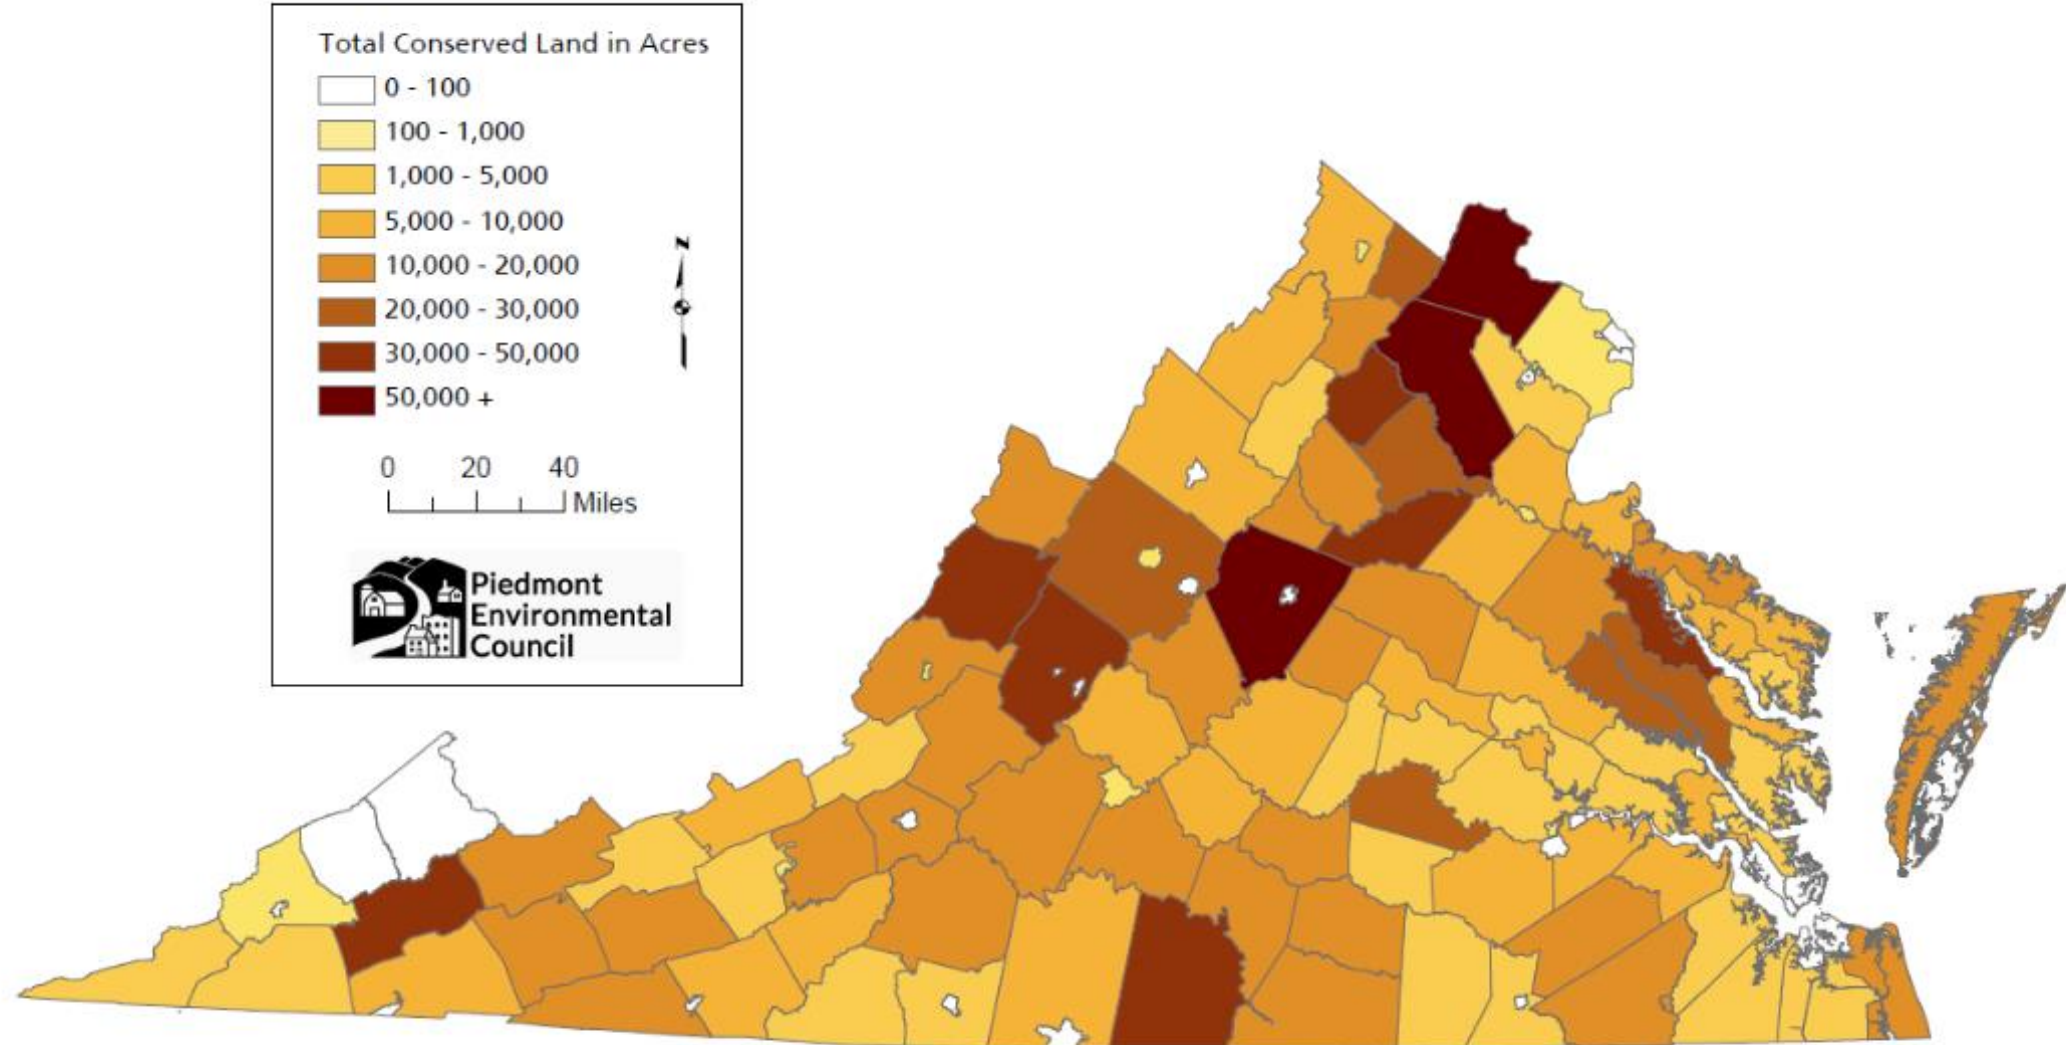 Total Conserved Land in Acres
0 - 100
100 - 1,000
1,000 - 5,000
5,000 - 10,000
10,000 - 20,000
20,000 - 30,000
30,000 - 50,000
50,000 +
N
0 20 40
Miles
Piedmont
Environmental
Council